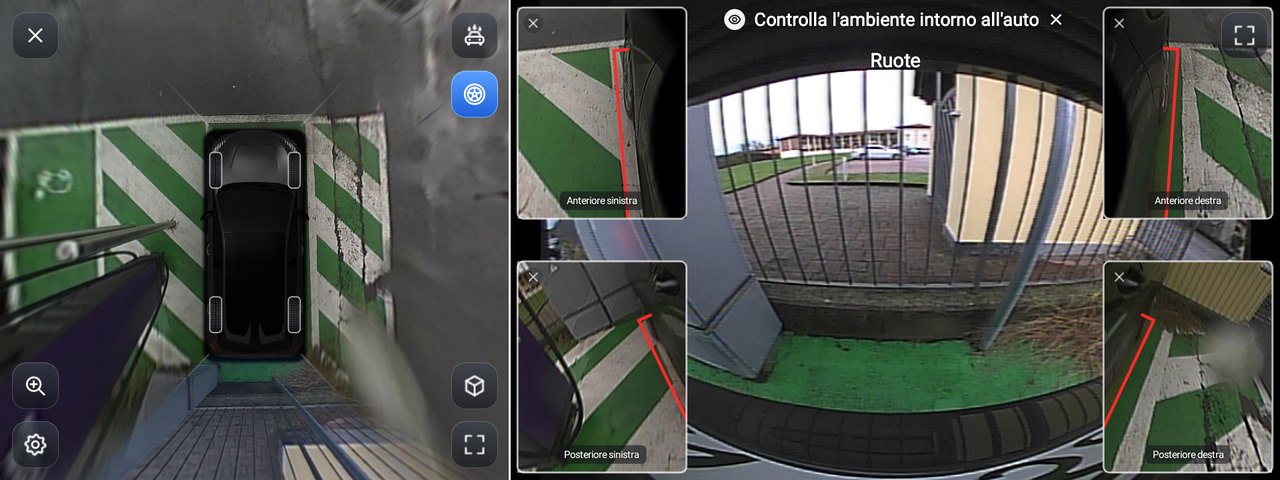 Controlla l'ambiente intorno all'auto
Ruote
Anteriore sinistra
Anteriore destra
Posteriore sinistra
Posteriore destra